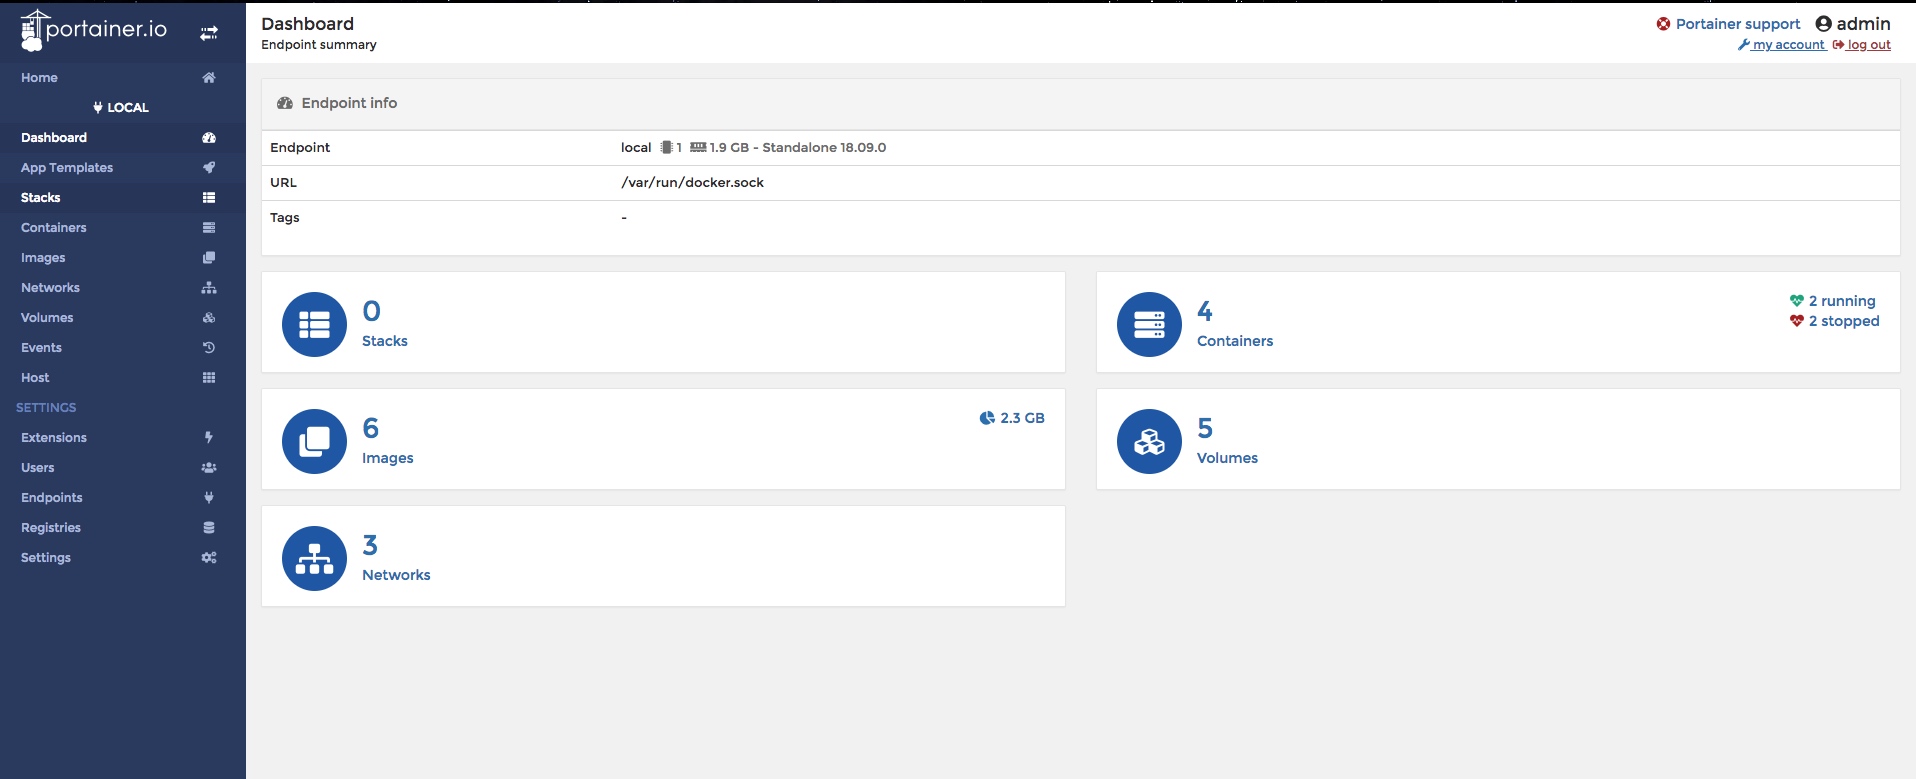 portainer.io
Home
LOCAL
Dashboard
App Templates
Stacks
Containers
Images
Networks
Volumes
Events
Host
SETTINGS
Extensions
Users
Endpoints
Registries
Settings
Dashboard
Endpoint summary
Portainer support admin
my account log out
Endpoint info
Endpoint local 1 1.9 GB - Standalone 18.09.0
URL /var/run/docker.sock
Tags -
0
Stacks
4
Containers
2 running
2 stopped
6
Images
2.3 GB
5
Volumes
3
Networks